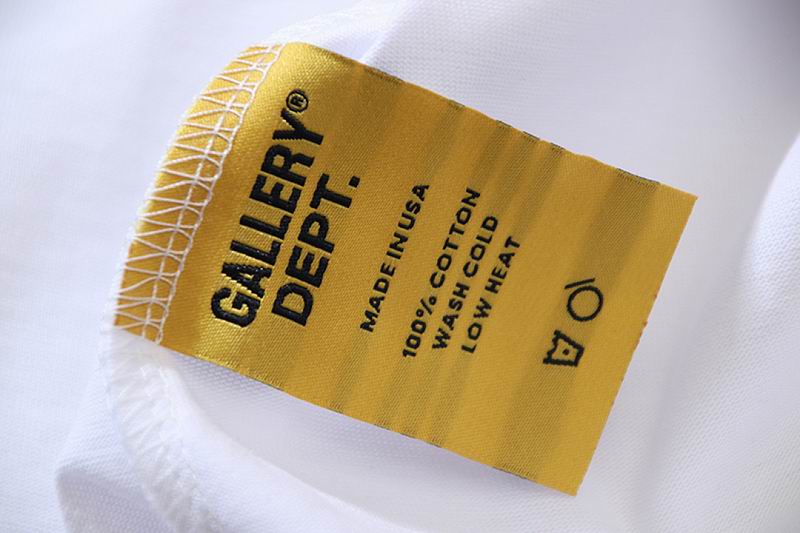 GALLERY®
DEPT.
MADE IN USA
100% COTTON
WASH COLD
LOW HEAT